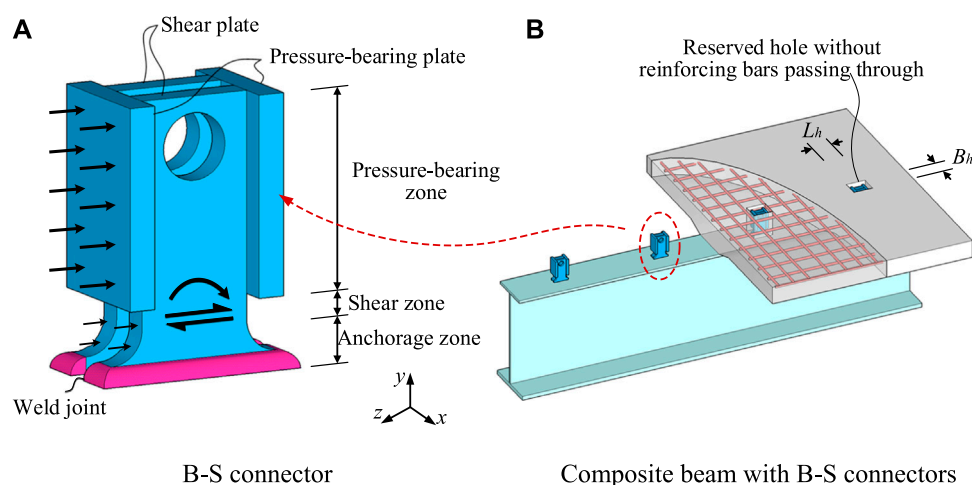 A
Shear plate
Pressure-bearing plate
Pressure-bearing
zone
Shear zone
Anchorage zone
Weld joint
y
z
x
B-S connector
B
Reserved hole without
reinforcing bars passing through
Lh
Bh
Composite beam with B-S connectors